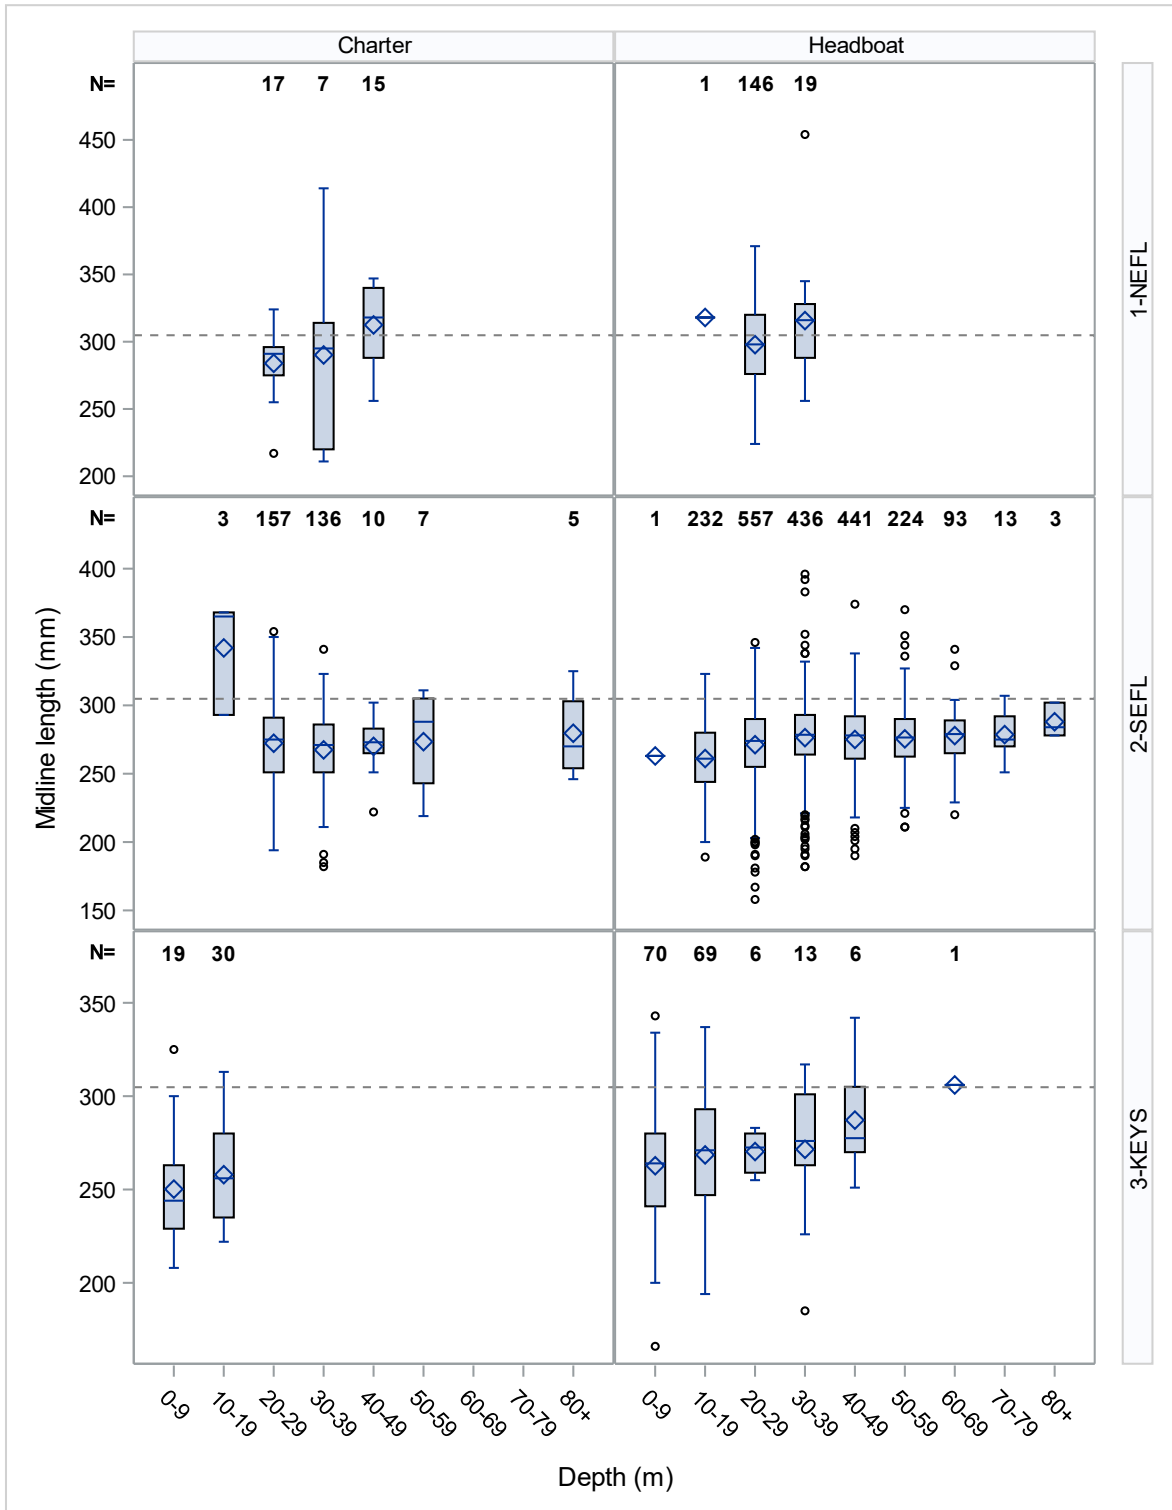 Charter Headboat
N= 17 7 15 1 146 19
450
400
350
300
250
200
1-NEFL
N= 3 157 136 10 7 5 1 232 557 436 441 224 93 13 3
400
350
300
250
200
150
2-SEFL
Midline length (mm)
N= 19 30 70 69 6 13 6 1
350
300
250
200
3-KEYS
0-9 10-19 20-29 30-39 40-49 50-59 60-69 70-79 80+ 0-9 10-19 20-29 30-39 40-49 50-59 60-69 70-79 80+
Depth (m)